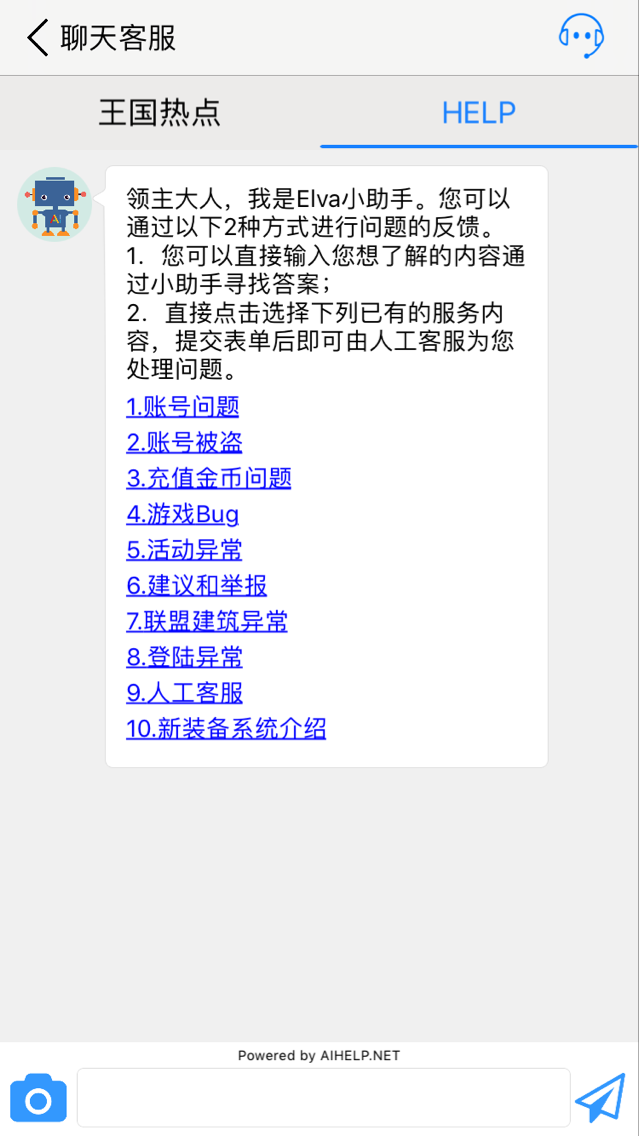 聊天客服
王国热点
HELP
AI
领主大人，我是Elva小助手。您可以
通过以下2种方式进行问题的反馈。
1.  您可以直接输入您想了解的内容通
过小助手寻找答案；
2.  直接点击选择下列已有的服务内
容，提交表单后即可由人工客服为您
处理问题。
1.账号问题
2.账号被盗
3.充值金币问题
4.游戏Bug
5.活动异常
6.建议和举报
7.联盟建筑异常
8.登陆异常
9.人工客服
10.新装备系统介绍
Powered by AIHELP.NET